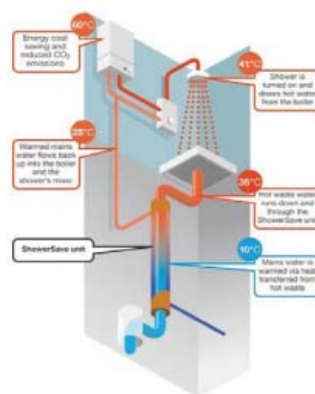 60°C
Energy cost
saving and
reduced CO₂
emissions
41°C
Shower is
turned on and
draws hot water
from the boiler
25°C
Warmed mains
water flows back
up into the boiler
and the
shower's mixer
36°C
Hot waste water
runs down and
through the
ShowerSave unit
ShowerSave unit
10°C
Mains water is
warmed via heat
transferred from
hot waste